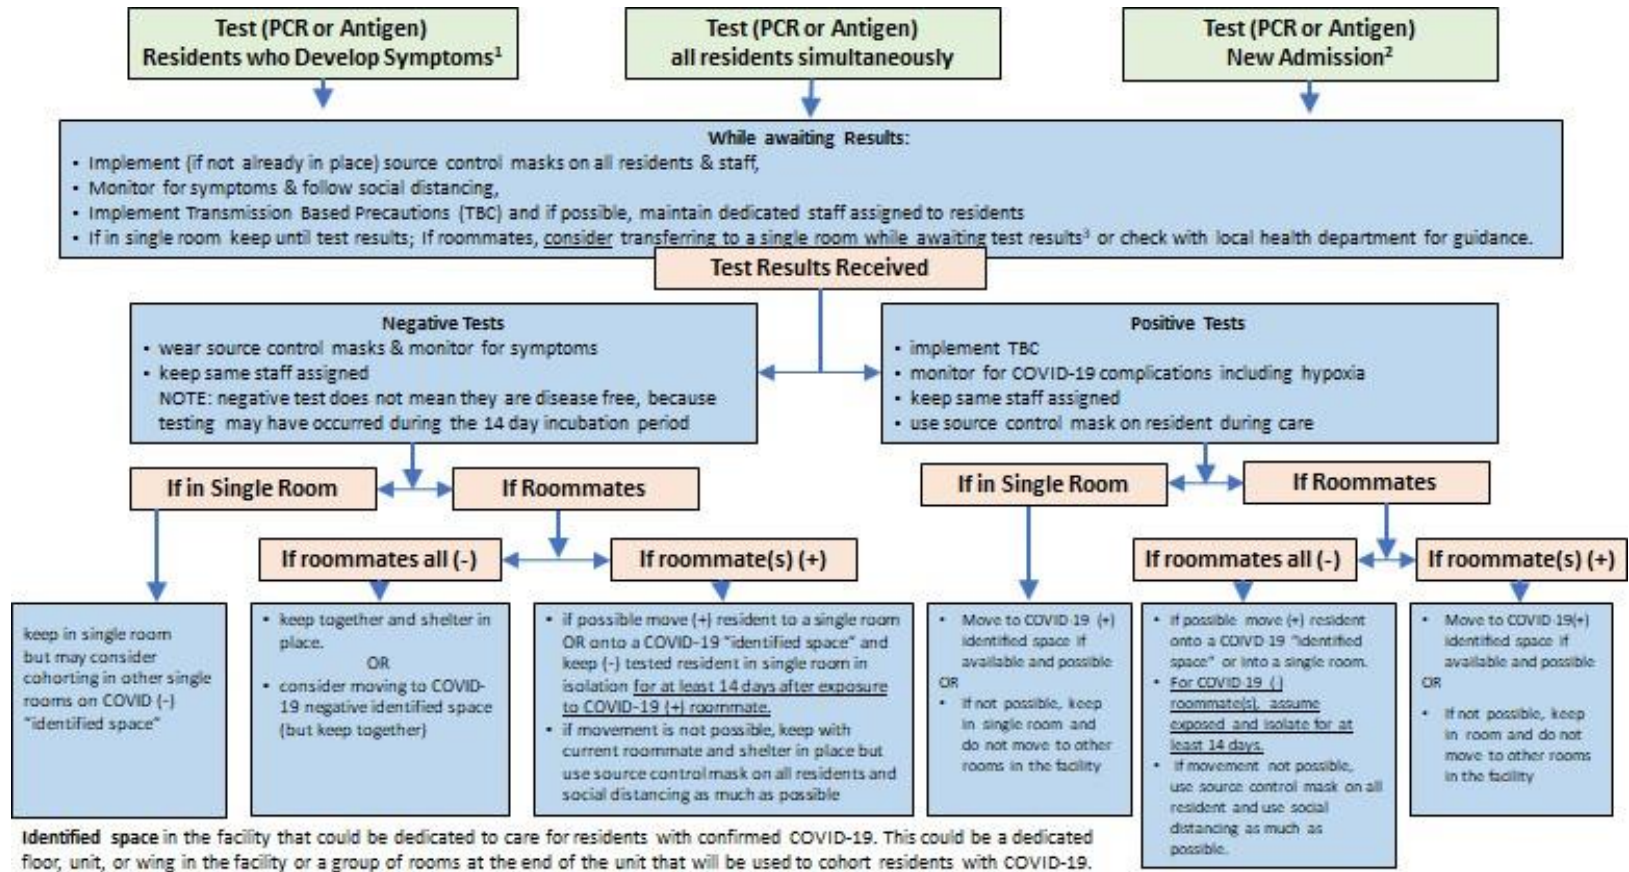 Test (PCR or Antigen)
Residents who Develop Symptoms¹
Test (PCR or Antigen)
all residents simultaneously
Test (PCR or Antigen)
New Admission²
While awaiting Results:
• Implement (if not already in place) source control masks on all residents & staff,
• Monitor for symptoms & follow social distancing,
• Implement Transmission Based Precautions (TBC) and if possible, maintain dedicated staff assigned to residents
• If in single room keep until test results; If roommates, consider transferring to a single room while awaiting test results³ or check with local health department for guidance.
Test Results Received
Negative Tests
• wear source control masks & monitor for symptoms
• keep same staff assigned
NOTE: negative test does not mean they are disease free, because
testing may have occurred during the 14 day incubation period
Positive Tests
• implement TBC
• monitor for COVID-19 complications including hypoxia
• keep same staff assigned
• use source control mask on resident during care
If in Single Room
If Roommates
If in Single Room
If Roommates
If roommates all (-)
If roommate(s) (+)
If roommates all (-)
If roommate(s) (+)
keep in single room
but may consider
cohorting in other single
rooms on COVID (-)
"identified space"
• keep together and shelter in
place.
OR
• consider moving to COVID-
19 negative identified space
(but keep together)
• if possible move (+) resident to a single room
OR onto a COVID-19 "identified space" and
keep (-) tested resident in single room in
isolation for at least 14 days after exposure
to COVID-19 (+) roommate.
• if movement is not possible, keep with
current roommate and shelter in place but
use source control mask on all residents and
social distancing as much as possible
• Move to COVID-19 (+)
identified space if
available and possible
OR
• If not possible, keep
in single room and
do not move to other
rooms in the facility
• If possible move (+) resident
onto a COIVD-19 "identified
space" or into a single room.
• For COVID-19 (-)
roommate(s), assume
exposed and isolate for at
least 14 days.
• If movement not possible,
use source control mask on all
resident and use social
distancing as much as
possible.
• Move to COVID-19(+)
identified space if
available and possible
OR
• If not possible, keep
in room and do not
move to other rooms
in the facility
Identified space in the facility that could be dedicated to care for residents with confirmed COVID-19. This could be a dedicated
floor, unit, or wing in the facility or a group of rooms at the end of the unit that will be used to cohort residents with COVID-19.